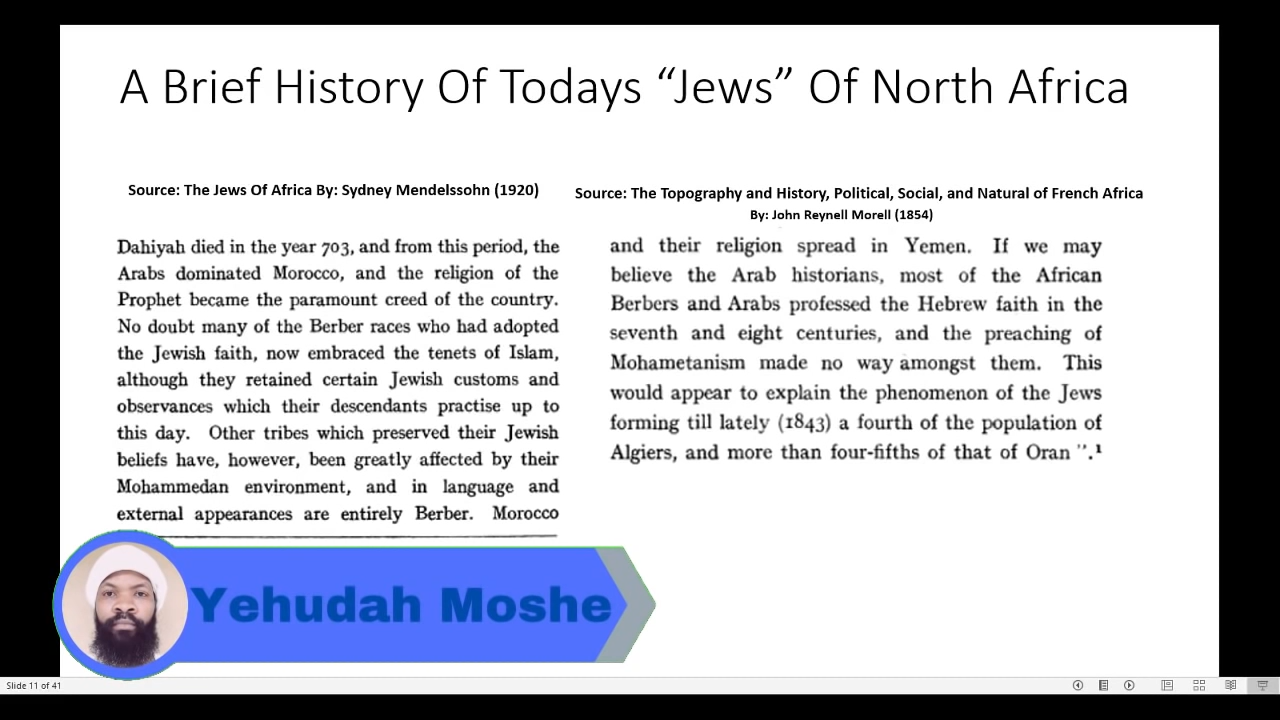 A Brief History Of Todays “Jews” Of North Africa
Source: The Jews Of Africa By: Sydney Mendelssohn (1920)
Dahiyah died in the year 703, and from this period, the
Arabs dominated Morocco, and the religion of the
Prophet became the paramount creed of the country.
No doubt many of the Berber races who had adopted
the Jewish faith, now embraced the tenets of Islam,
although they retained certain Jewish customs and
observances which their descendants practise up to
this day. Other tribes which preserved their Jewish
beliefs have, however, been greatly affected by their
Mohammedan environment, and in language and
external appearances are entirely Berber. Morocco
Source: The Topography and History, Political, Social, and Natural of French Africa
By: John Reynell Morell (1854)
and their religion spread in Yemen. If we may
believe the Arab historians, most of the African
Berbers and Arabs professed the Hebrew faith in the
seventh and eight centuries, and the preaching of
Mohametanism made no way amongst them. This
would appear to explain the phenomenon of the Jews
forming till lately (1843) a fourth of the population of
Algiers, and more than four-fifths of that of Oran ”.¹
Yehudah Moshe
Slide 11 of 41